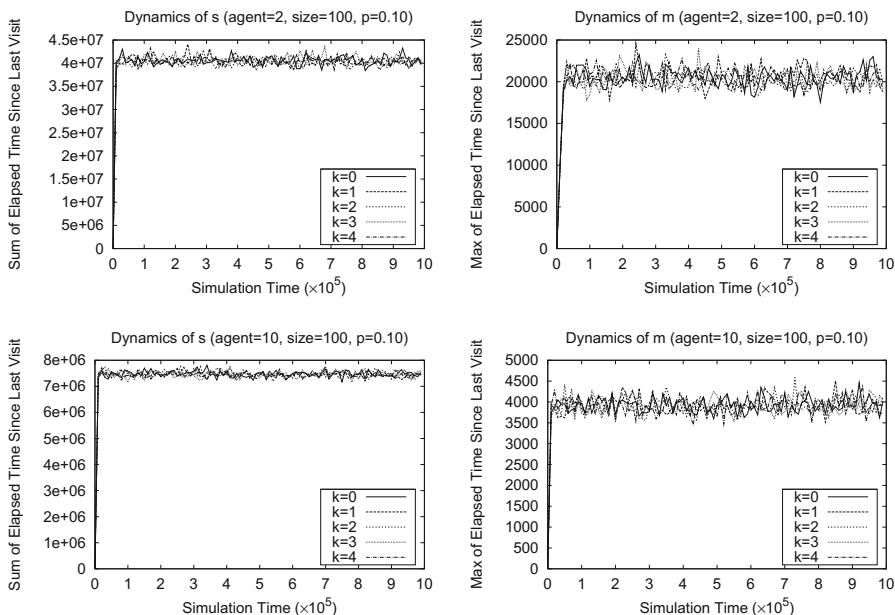 Dynamics of s (agent=2, size=100, p=0.10)
Sum of Elapsed Time Since Last Visit
4.5e+07
4e+07
3.5e+07
3e+07
2.5e+07
2e+07
1.5e+07
1e+07
5e+06
0
k=0
k=1
k=2
k=3
k=4
0 1 2 3 4 5 6 7 8 9 10
Simulation Time (×10⁵)
Dynamics of m (agent=2, size=100, p=0.10)
Max of Elapsed Time Since Last Visit
25000
20000
15000
10000
5000
0
k=0
k=1
k=2
k=3
k=4
0 1 2 3 4 5 6 7 8 9 10
Simulation Time (×10⁵)
Dynamics of s (agent=10, size=100, p=0.10)
Sum of Elapsed Time Since Last Visit
8e+06
7e+06
6e+06
5e+06
4e+06
3e+06
2e+06
1e+06
0
k=0
k=1
k=2
k=3
k=4
0 1 2 3 4 5 6 7 8 9 10
Simulation Time (×10⁵)
Dynamics of m (agent=10, size=100, p=0.10)
Max of Elapsed Time Since Last Visit
5000
4500
4000
3500
3000
2500
2000
1500
1000
500
0
k=0
k=1
k=2
k=3
k=4
0 1 2 3 4 5 6 7 8 9 10
Simulation Time (×10⁵)